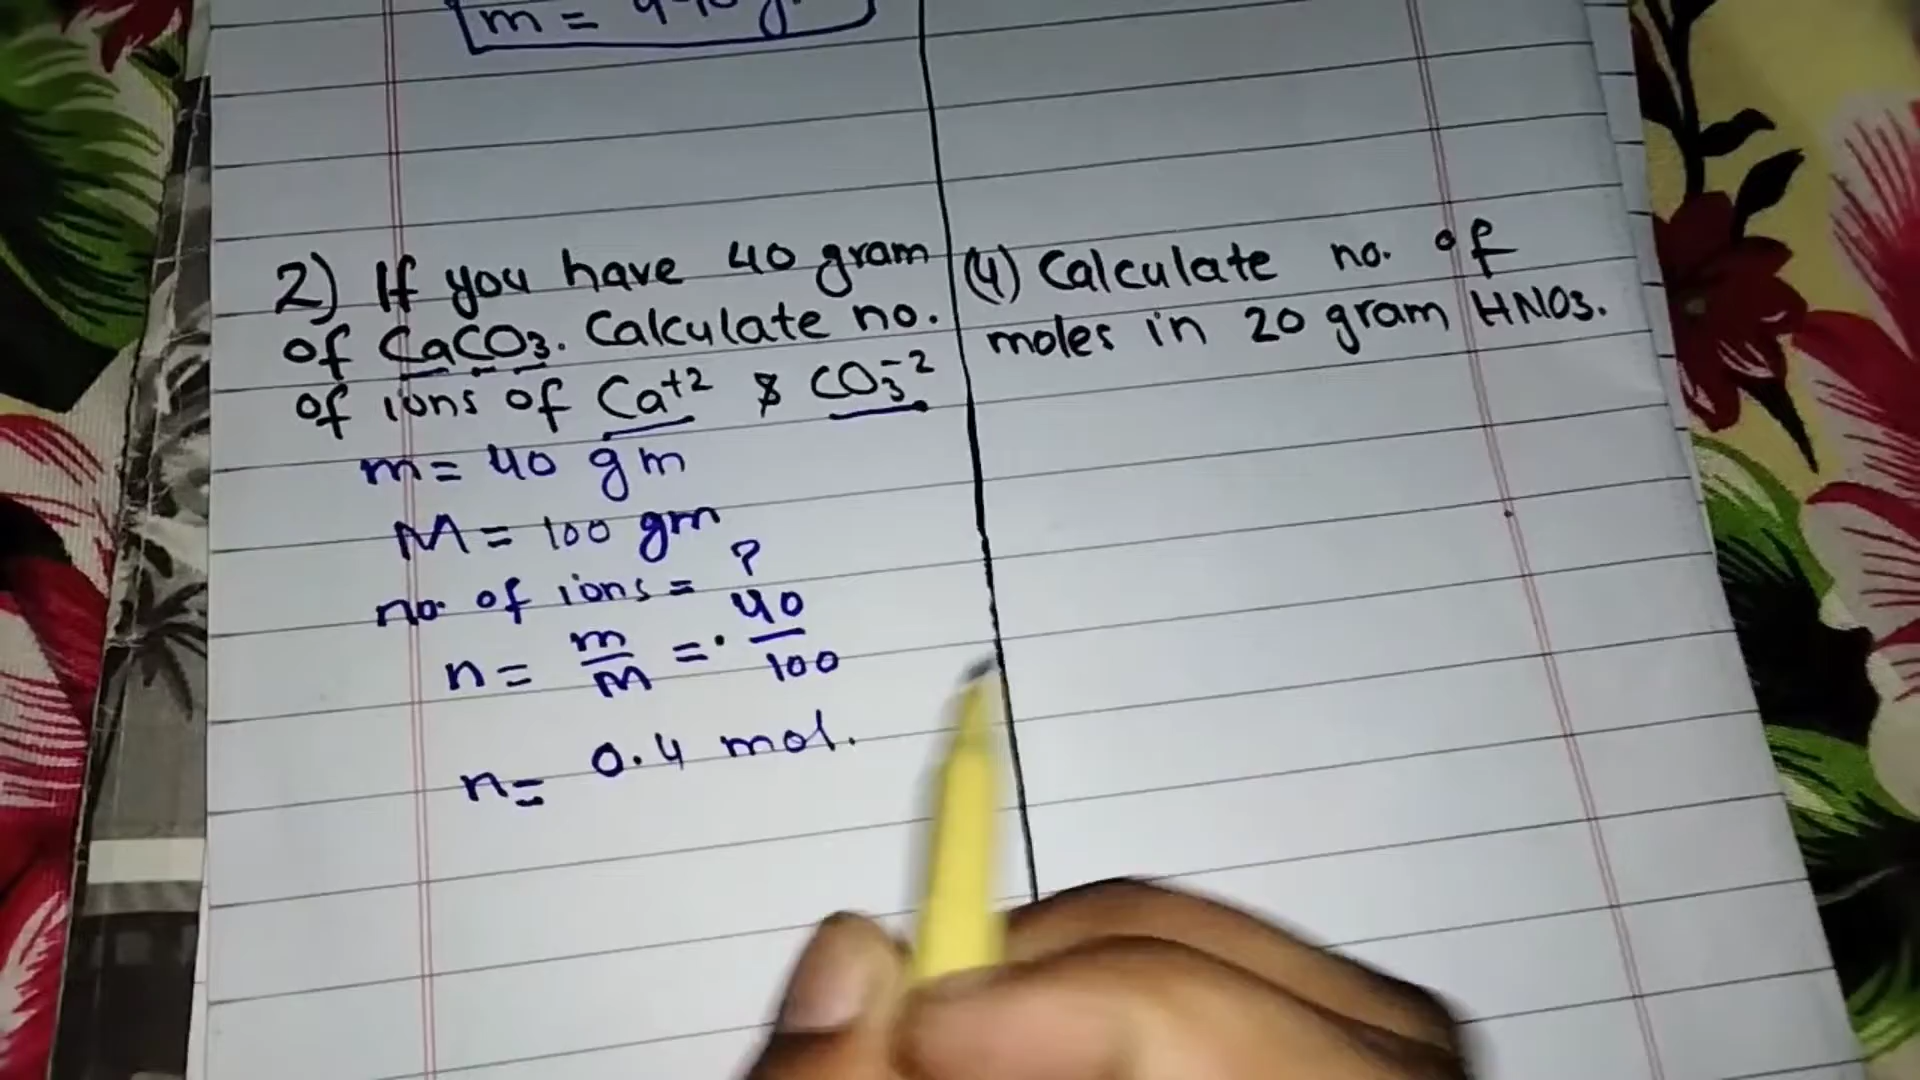 m =
2) If you have 40 gram
of CaCO3. Calculate no.
of ions of Ca+2 & CO3-2
m = 40 gm
M = 100 gm
no. of ions = ?
n = m/M = 40/100
n = 0.4 mol.
(4) Calculate no. of
moles in 20 gram HNO3.